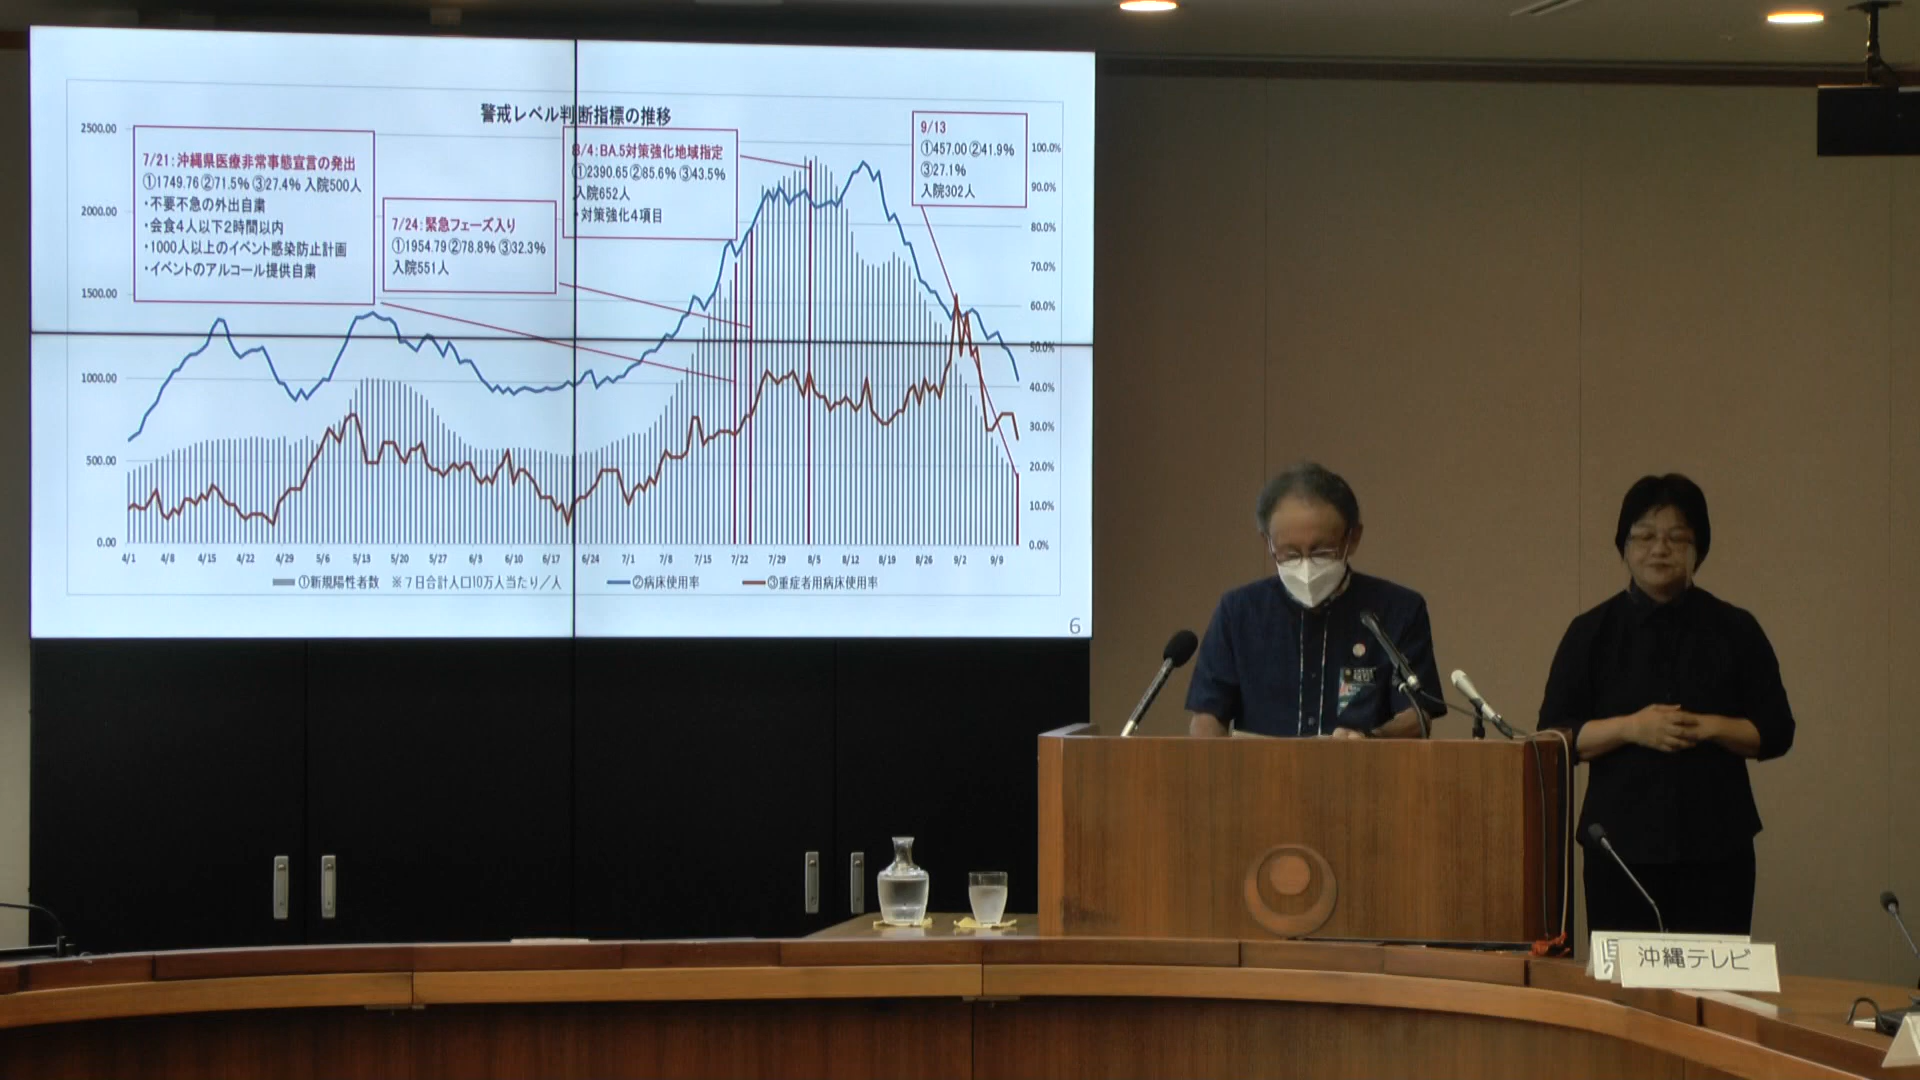 警戒レベル判断指標の推移
7/21：沖縄県医療非常事態宣言の発出
①1749.76 ②71.5% ③27.4% 入院500人
・不要不急の外出自粛
・会食４人以下２時間以内
・1000人以上のイベント感染防止計画
・イベントのアルコール提供自粛
7/24：緊急フェーズ入り
①1954.79 ②78.8% ③32.3%
入院551人
8/4：BA.5対策強化地域指定
①2390.65 ②85.6% ③43.5%
入院652人
・対策強化４項目
9/13
①457.00 ②41.9%
③27.1%
入院302人
2500.00
2000.00
1500.00
1000.00
500.00
0.00
100.0%
90.0%
80.0%
70.0%
60.0%
50.0%
40.0%
30.0%
20.0%
10.0%
0.0%
4/1 4/8 4/15 4/22 4/29 5/6 5/13 5/20 5/27 6/3 6/10 6/17 6/24 7/1 7/8 7/15 7/22 7/29 8/5 8/12 8/19 8/26 9/2 9/9
①新規陽性者数　※７日合計人口10万人当たり／人 ②病床使用率 ③重症者用病床使用率
6
沖縄テレビ